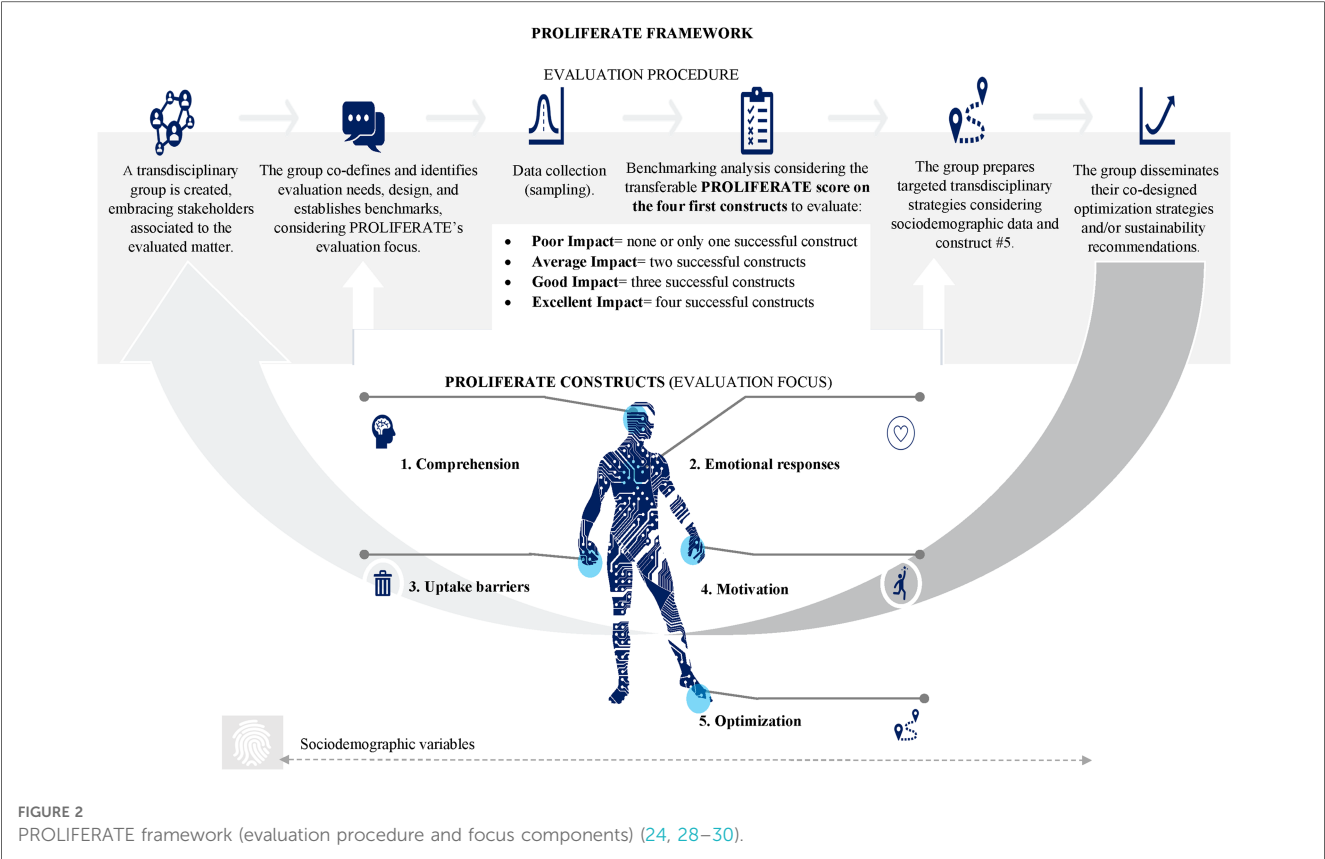 PROLIFERATE FRAMEWORK
EVALUATION PROCEDURE
A transdisciplinary
group is created,
embracing stakeholders
associated to the
evaluated matter.
The group co-defines and identifies
evaluation needs, design, and
establishes benchmarks,
considering PROLIFERATE’s
evaluation focus.
Data collection
(sampling).
Benchmarking analysis considering the
transferable PROLIFERATE score on
the four first constructs to evaluate:
• Poor Impact= none or only one successful construct
• Average Impact= two successful constructs
• Good Impact= three successful constructs
• Excellent Impact= four successful constructs
The group prepares
targeted transdisciplinary
strategies considering
sociodemographic data and
construct #5.
The group disseminates
their co-designed
optimization strategies
and/or sustainability
recommendations.
PROLIFERATE CONSTRUCTS (EVALUATION FOCUS)
1. Comprehension
2. Emotional responses
3. Uptake barriers
4. Motivation
5. Optimization
Sociodemographic variables
FIGURE 2
PROLIFERATE framework (evaluation procedure and focus components) (24, 28–30).